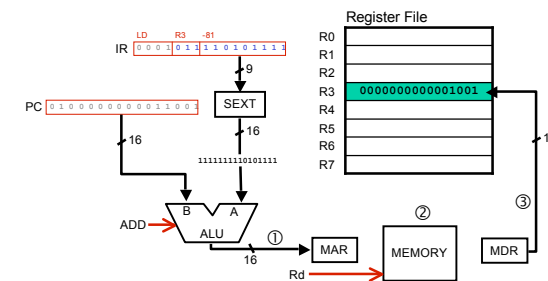 Register File
LD R3 -81
IR 0 0 0 1 0 1 1 1 1 0 1 0 1 1 1 1
R0
R1
R2
R3 0000000000001001
R4
R5
R6
R7
9
SEXT
PC 0 1 0 0 0 0 0 0 0 0 0 1 1 0 0 1
16
16
1
1111111110101111
B A
ADD
ALU
①
②
③
16
MAR
MEMORY
MDR
Rd